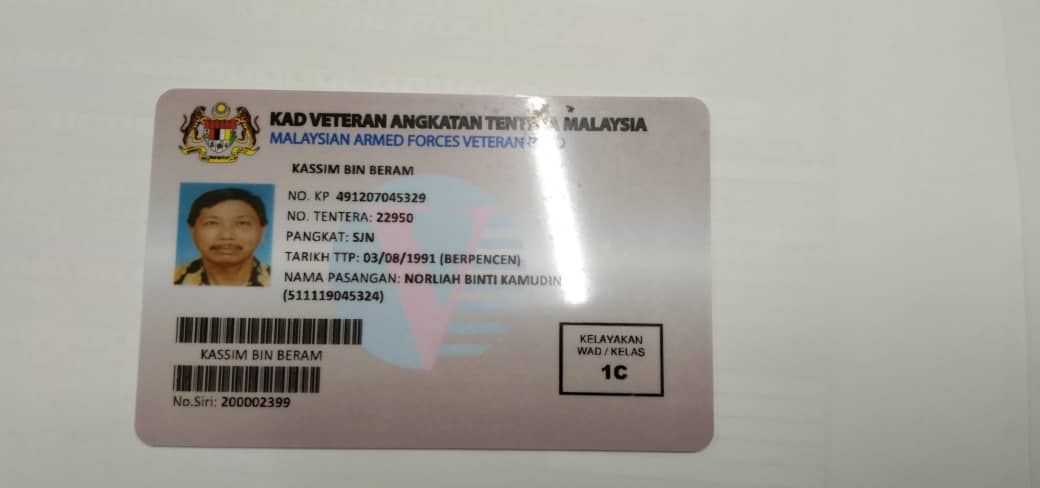 KAD VETERAN ANGKATAN TENTERA MALAYSIA
MALAYSIAN ARMED FORCES VETERAN
KASSIM BIN BERAM
NO. KP 491207045329
NO. TENTERA: 22950
PANGKAT: SJN
TARIKH TTP: 03/08/1991 (BERPENCEN)
NAMA PASANGAN: NORLIAH BINTI KAMUDIN
(511119045324)
KASSIM BIN BERAM
No.Siri: 200002399
KELAYAKAN
WAD / KELAS
1C